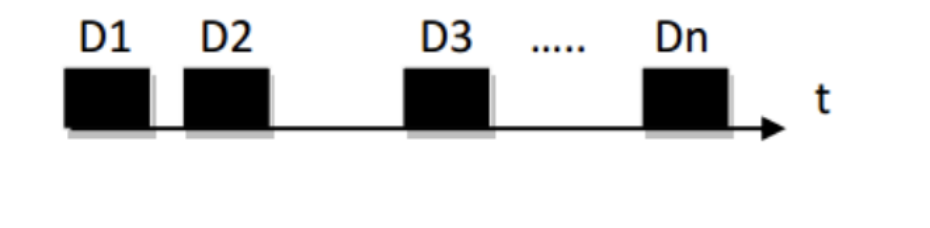 D1 D2 D3 ..... Dn
t